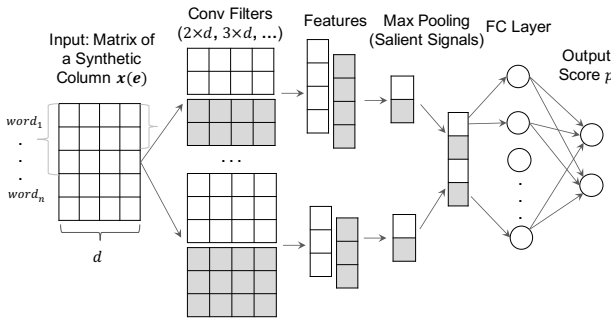 Input: Matrix of
a Synthetic
Column x(e)
Conv Filters
(2×d, 3×d, ...)
Features
Max Pooling
(Salient Signals)
FC Layer
Output
Score p
word1
.
.
.
wordn
d
...
.
.
.